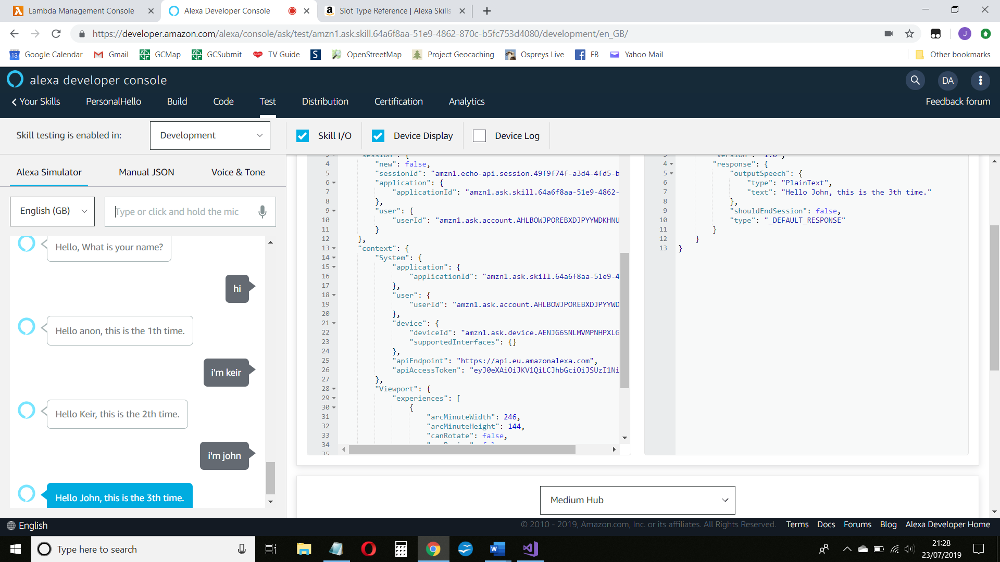 Lambda Management Console
Alexa Developer Console
Slot Type Reference | Alexa Skills
https://developer.amazon.com/alexa/console/ask/test/amzn1.ask.skill.64a6f8aa-51e9-4862-870c-b5fc753d4080/development/en_GB/
J
13 Google Calendar
Gmail
GCMap
GCSubmit
TV Guide
S
OpenStreetMap
Project Geocaching
Ospreys Live
FB
Yahoo Mail
Other bookmarks
alexa developer console
DA
Your Skills
PersonalHello
Build
Code
Test
Distribution
Certification
Analytics
Feedback forum
Skill testing is enabled in:
Development
Skill I/O
Device Display
Device Log
Alexa Simulator
Manual JSON
Voice & Tone
English (GB)
Type or click and hold the mic
Hello, What is your name?
hi
Hello anon, this is the 1th time.
i'm keir
Hello Keir, this is the 2th time.
i'm john
Hello John, this is the 3th time.
3 "session": {
4 "new": false,
5 "sessionId": "amzn1.echo-api.session.49f9f74f-a3d4-4fd5-b
6 "application": {
7 "applicationId": "amzn1.ask.skill.64a6f8aa-51e9-4862-
8 },
9 "user": {
10 "userId": "amzn1.ask.account.AHLBOWJPOREBXDJPYYWDKHNU
11 }
12 },
13 "context": {
14 "System": {
15 "application": {
16 "applicationId": "amzn1.ask.skill.64a6f8aa-51e9-4
17 },
18 "user": {
19 "userId": "amzn1.ask.account.AHLBOWJPOREBXDJPYYWD
20 },
21 "device": {
22 "deviceId": "amzn1.ask.device.AENJG6SNLMVMPNHPXLG
23 "supportedInterfaces": {}
24 },
25 "apiEndpoint": "https://api.eu.amazonalexa.com",
26 "apiAccessToken": "eyJ0eXAiOiJKV1QiLCJhbGciOiJSUzI1Ni
27 },
28 "Viewport": {
29 "experiences": [
30 {
31 "arcMinuteWidth": 246,
32 "arcMinuteHeight": 144,
33 "canRotate": false,
34
35
3 "version": "1.0",
4 "response": {
5 "outputSpeech": {
6 "type": "PlainText",
7 "text": "Hello John, this is the 3th time."
8 },
9 "shouldEndSession": false,
10 "type": "_DEFAULT_RESPONSE"
11 }
12 }
13 }
Medium Hub
English
© 2010 - 2019, Amazon.com, Inc. or its affiliates. All Rights Reserved.
Terms
Docs
Forums
Blog
Alexa Developer Home
Type here to search
21:28
23/07/2019